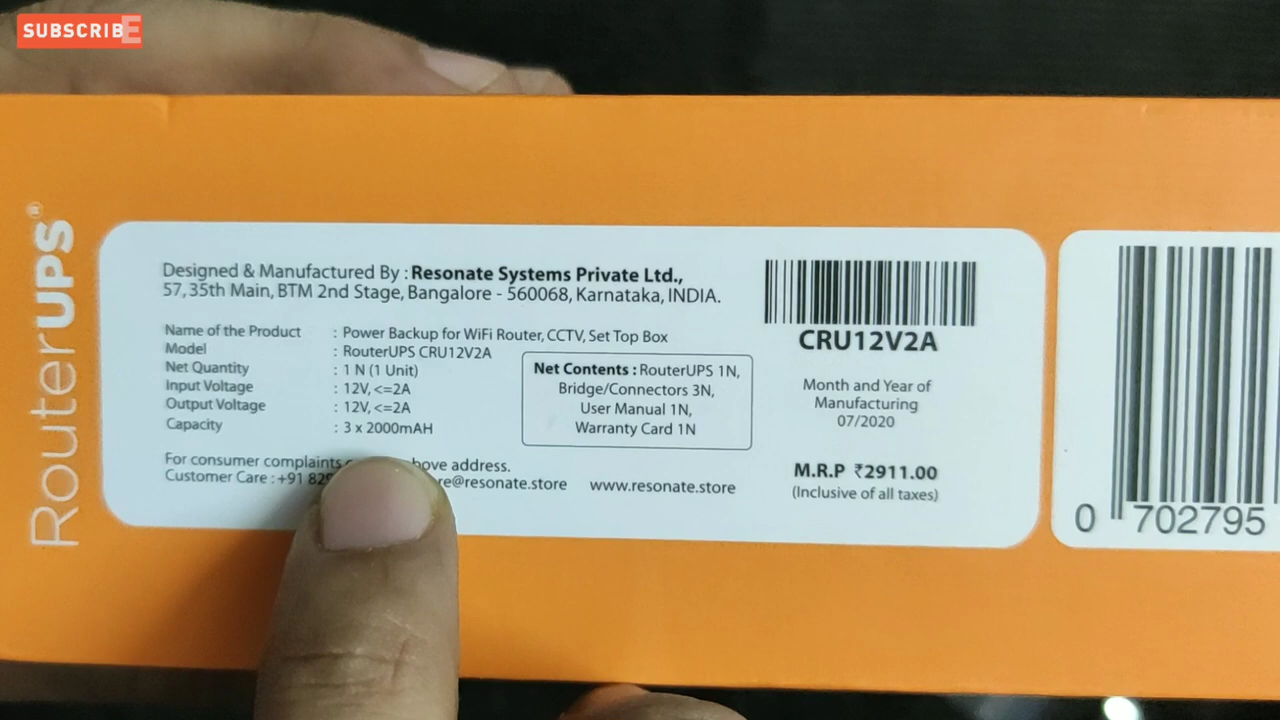 SUBSCRIBE
RouterUPS®
Designed & Manufactured By : Resonate Systems Private Ltd.,
57, 35th Main, BTM 2nd Stage, Bangalore - 560068, Karnataka, INDIA.
Name of the Product : Power Backup for WiFi Router, CCTV, Set Top Box
Model : RouterUPS CRU12V2A
Net Quantity : 1 N (1 Unit)
Input Voltage : 12V, <=2A
Output Voltage : 12V, <=2A
Capacity : 3 x 2000mAH
Net Contents : RouterUPS 1N,
Bridge/Connectors 3N,
User Manual 1N,
Warranty Card 1N
For consumer complaints above address.
Customer Care : +91 @resonate.store www.resonate.store
CRU12V2A
Month and Year of
Manufacturing
07/2020
M.R.P ₹2911.00
(Inclusive of all taxes)
0 702795